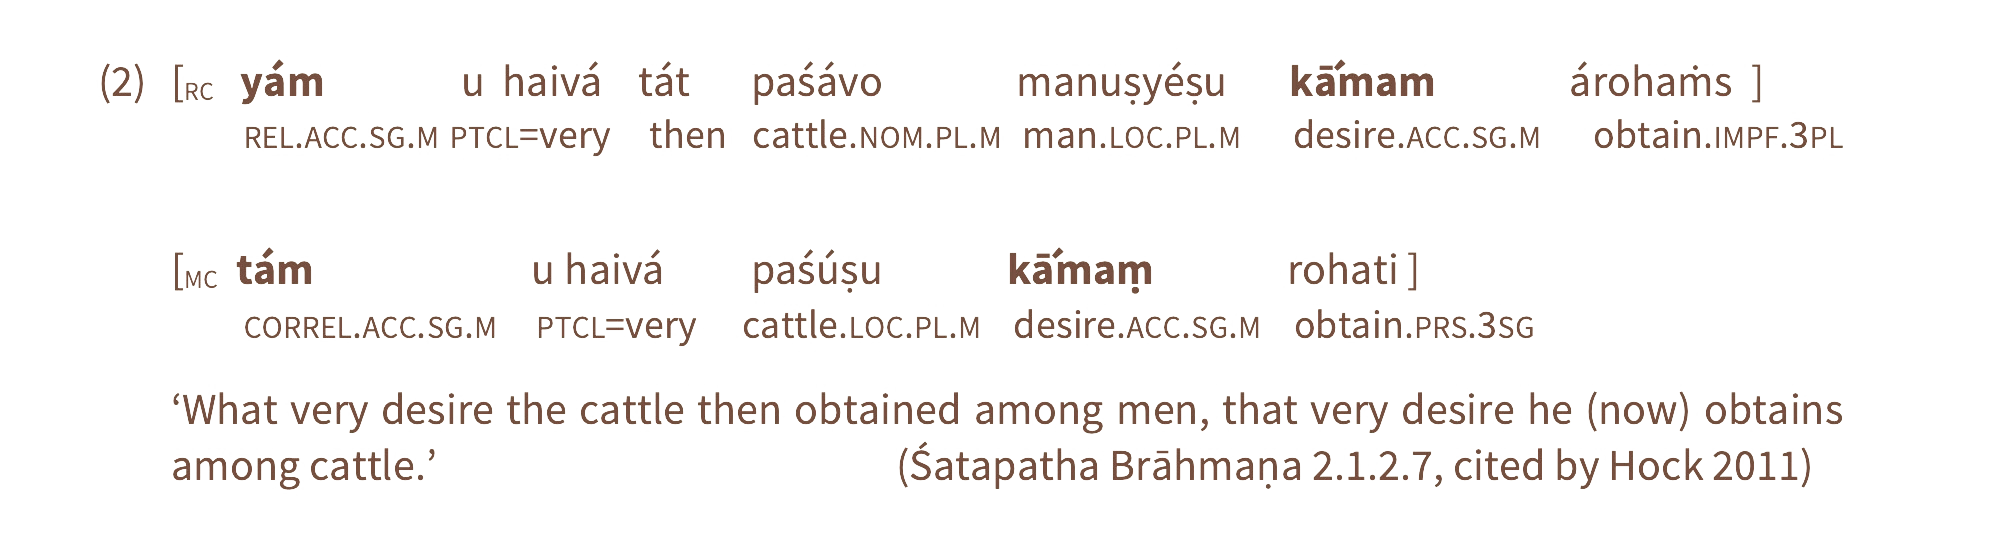 (2) [RC yám u haivá tát paśávo manuṣyéṣu kā́mam árohaṁs ]
REL.ACC.SG.M PTCL=very then cattle.NOM.PL.M man.LOC.PL.M desire.ACC.SG.M obtain.IMPF.3PL
[MC tám u haivá paśúṣu kā́maṃ rohati ]
CORREL.ACC.SG.M PTCL=very cattle.LOC.PL.M desire.ACC.SG.M obtain.PRS.3SG
‘What very desire the cattle then obtained among men, that very desire he (now) obtains
among cattle.’ (Śatapatha Brāhmaṇa 2.1.2.7, cited by Hock 2011)